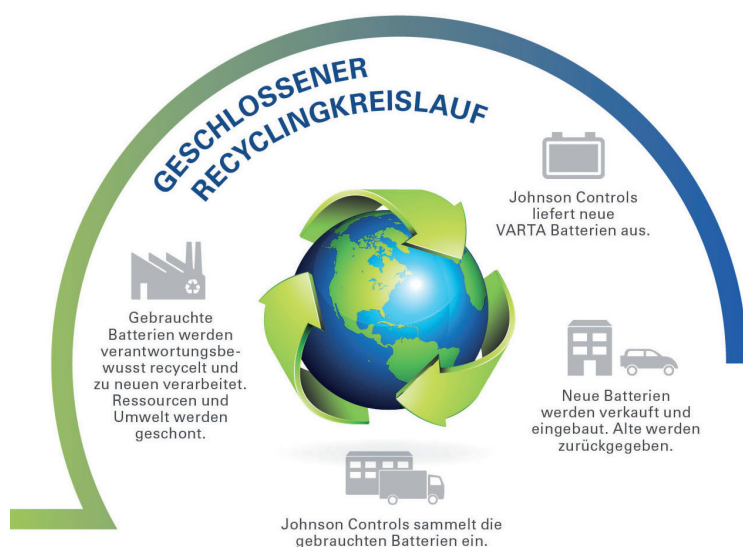 GESCHLOSSENER
RECYCLINGKREISLAUF
Johnson Controls
liefert neue
VARTA Batterien aus.
Neue Batterien
werden verkauft und
eingebaut. Alte werden
zurückgegeben.
Johnson Controls sammelt die
gebrauchten Batterien ein.
Gebrauchte
Batterien werden
verantwortungsbe-
wusst recycelt und
zu neuen verarbeitet.
Ressourcen und
Umwelt werden
geschont.